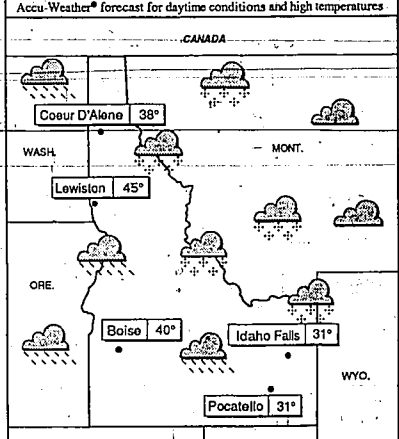 Accu-Weather® forecast for daytime conditions and high temperatures
CANADA
Coeur D'Alene 38°
WASH.
MONT.
Lewiston 45°
ORE.
Boise 40°
Idaho Falls 31°
WYO.
Pocatello 31°